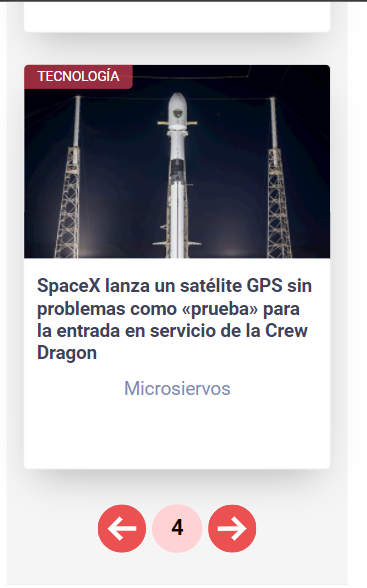 TECNOLOGÍA
SpaceX lanza un satélite GPS sin
problemas como «prueba» para
la entrada en servicio de la Crew
Dragon
Microsiervos
4